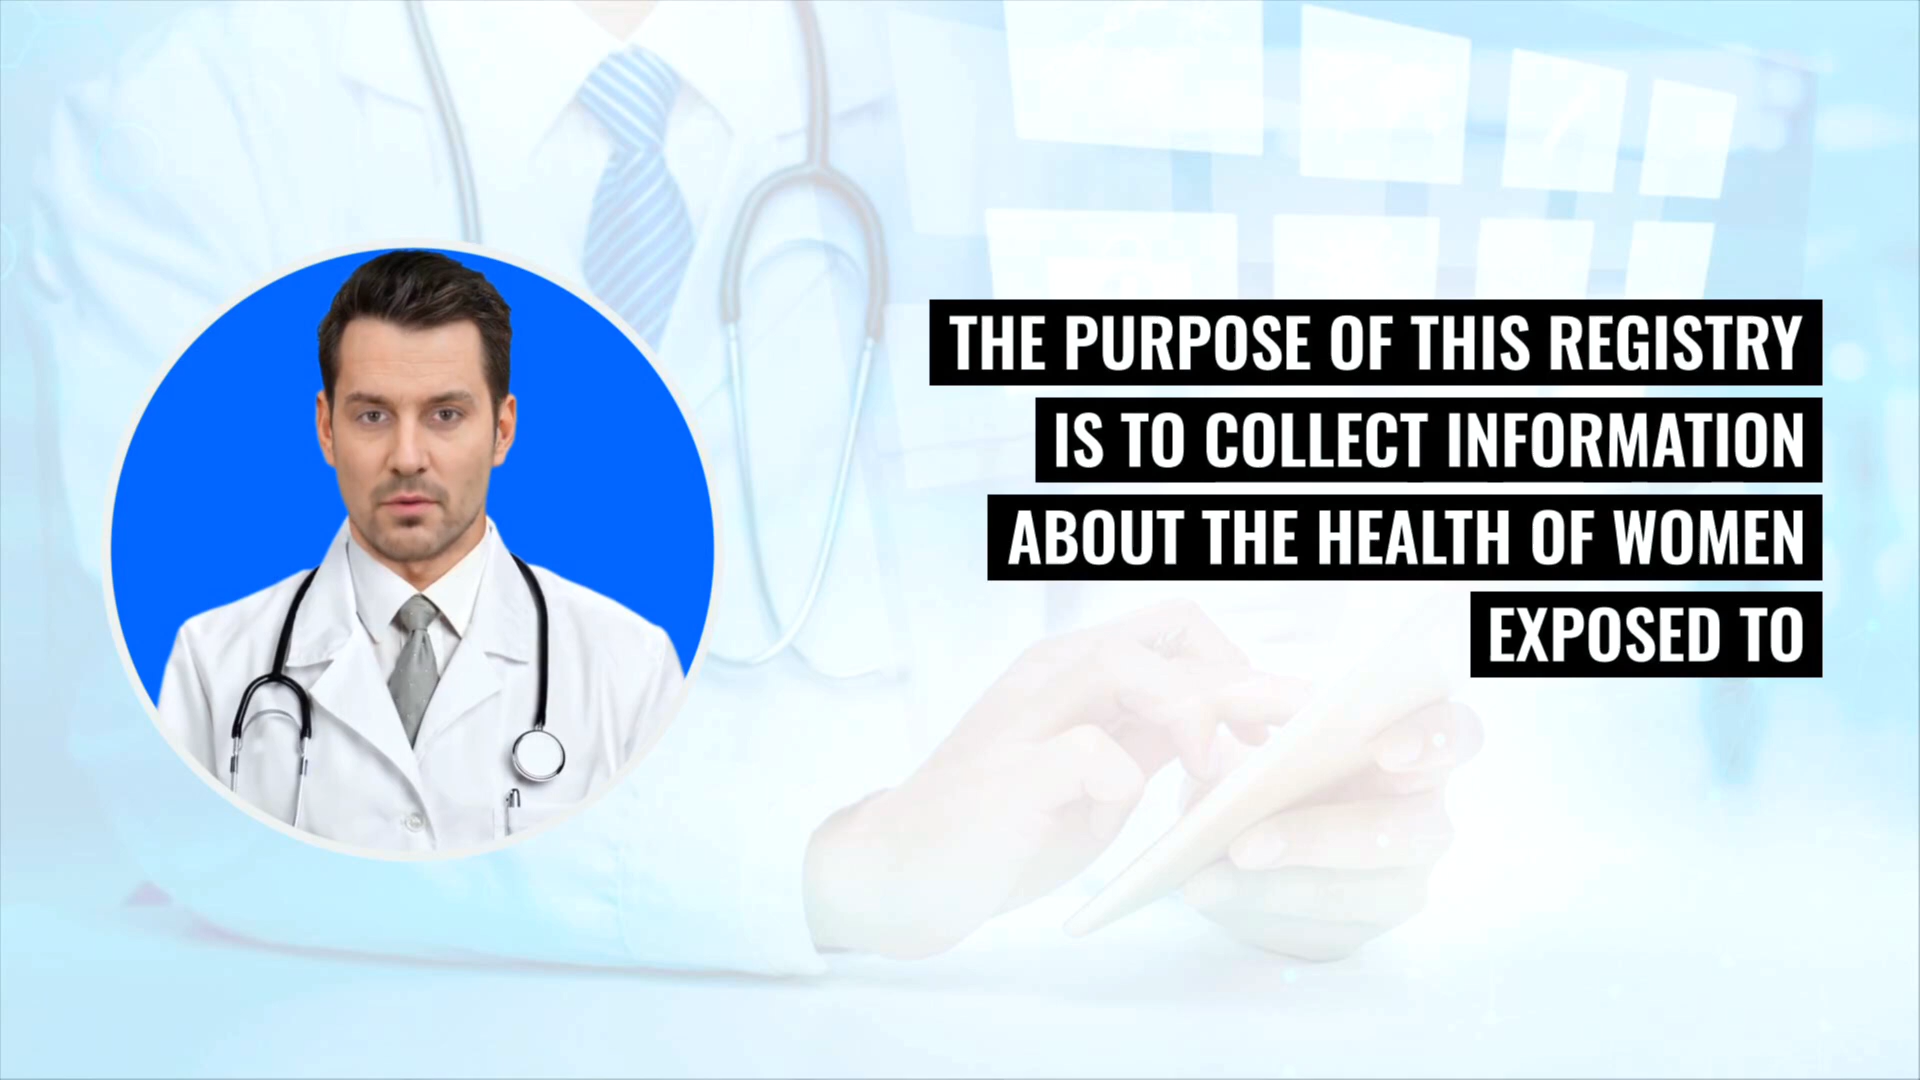 THE PURPOSE OF THIS REGISTRY
IS TO COLLECT INFORMATION
ABOUT THE HEALTH OF WOMEN
EXPOSED TO